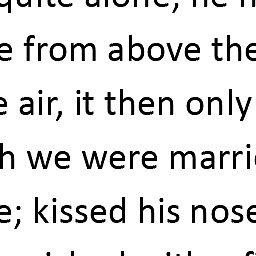 quite alone, he
e from above the
e air, it then only
h we were marri
e; kissed his nose